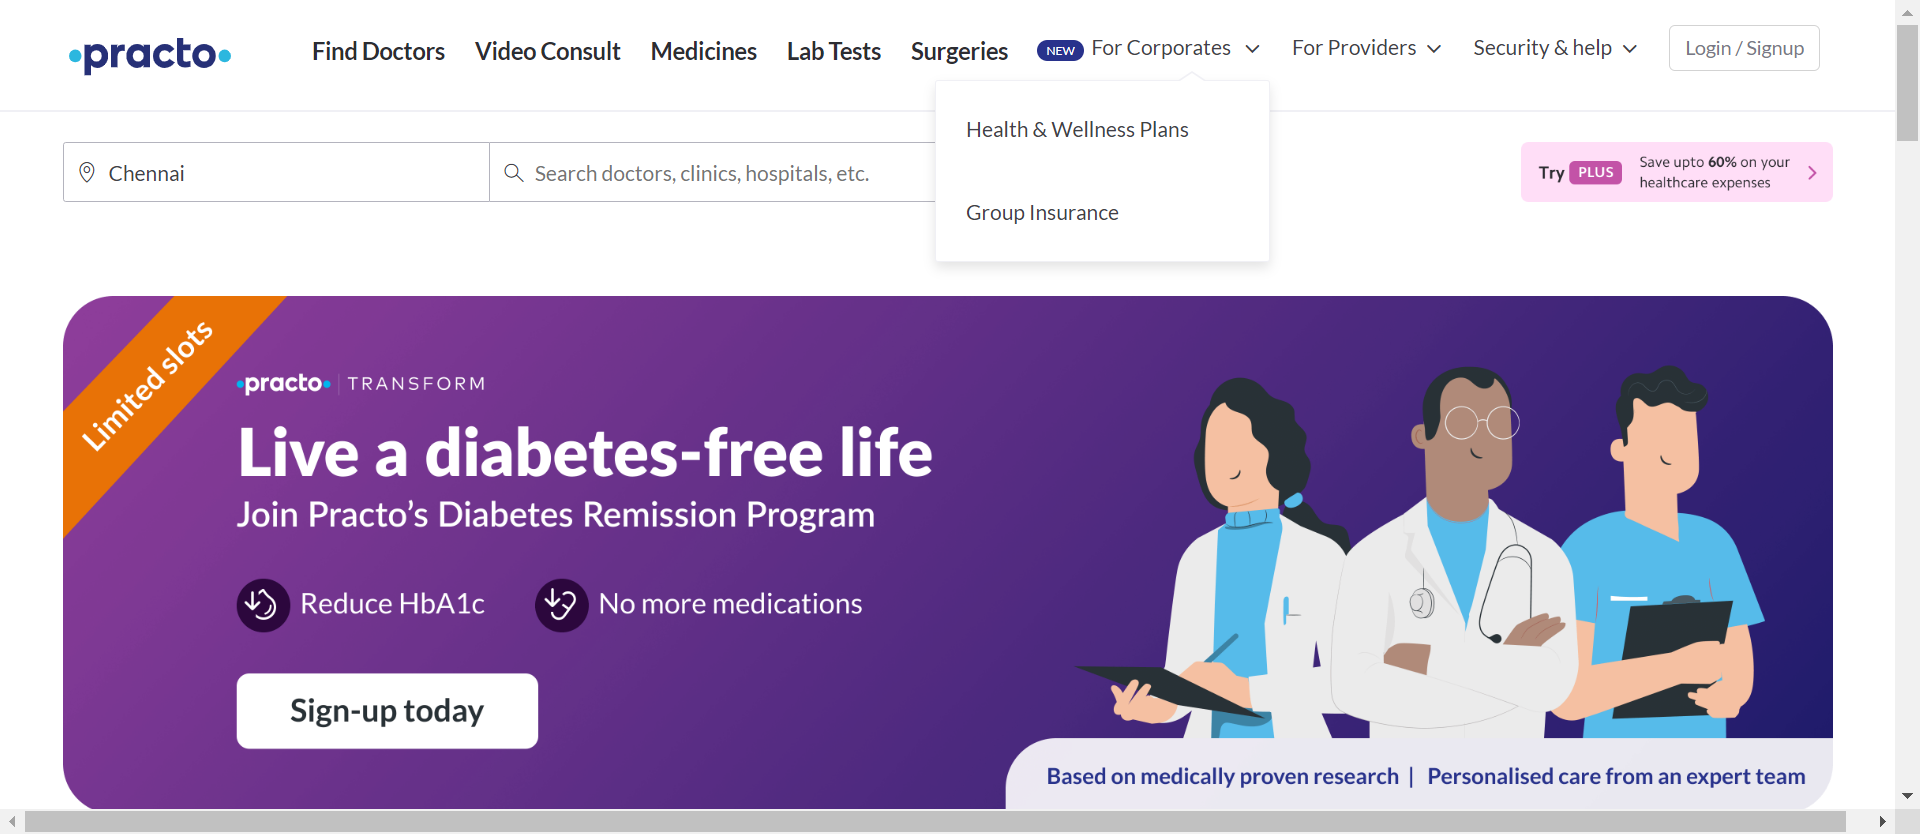 practo
Find Doctors
Video Consult
Medicines
Lab Tests
Surgeries
NEW For Corporates
For Providers
Security & help
Login / Signup
Health & Wellness Plans
Group Insurance
Chennai
Search doctors, clinics, hospitals, etc.
Try PLUS
Save upto 60% on your
healthcare expenses
Limited slots
practo | TRANSFORM
Live a diabetes-free life
Join Practo’s Diabetes Remission Program
Reduce HbA1c
No more medications
Sign-up today
Based on medically proven research | Personalised care from an expert team